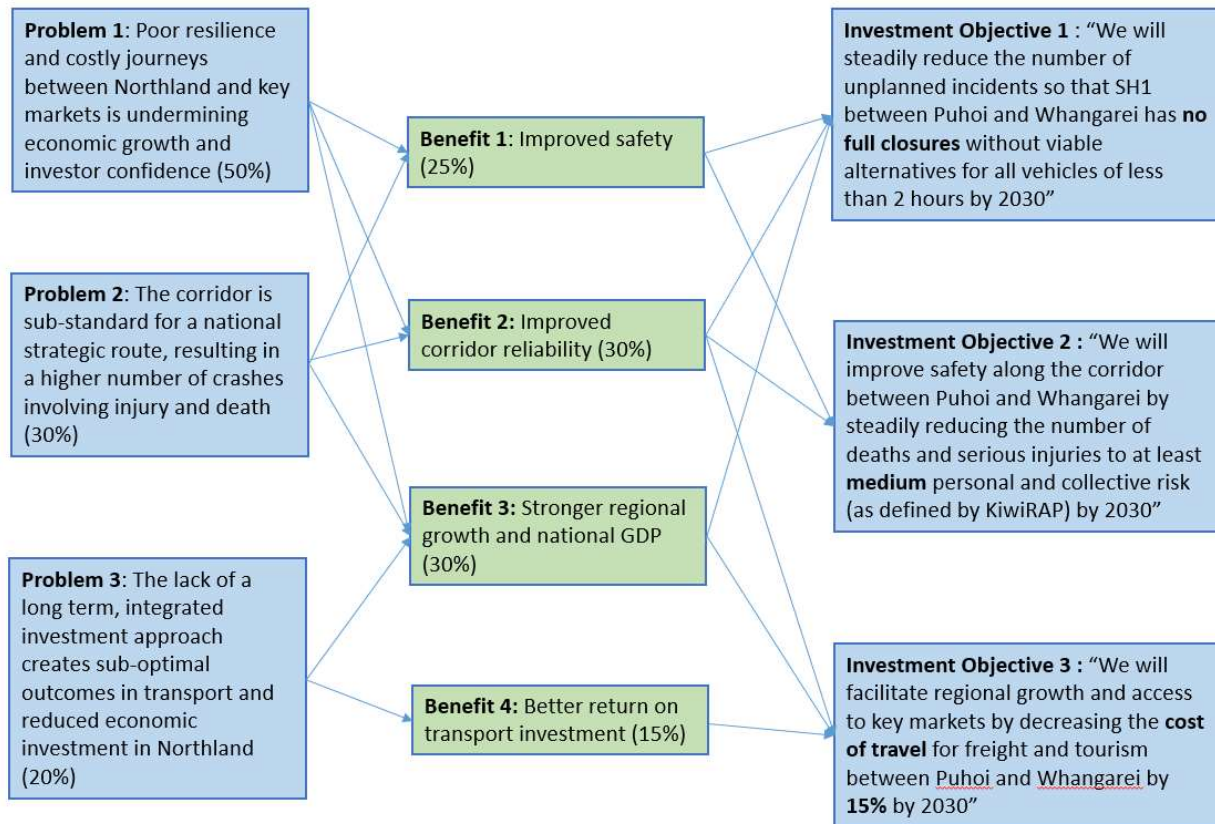 Problem 1: Poor resilience
and costly journeys
between Northland and key
markets is undermining
economic growth and
investor confidence (50%)
Problem 2: The corridor is
sub-standard for a national
strategic route, resulting in
a higher number of crashes
involving injury and death
(30%)
Problem 3: The lack of a
long term, integrated
investment approach
creates sub-optimal
outcomes in transport and
reduced economic
investment in Northland
(20%)
Benefit 1: Improved safety
(25%)
Benefit 2: Improved
corridor reliability (30%)
Benefit 3: Stronger regional
growth and national GDP
(30%)
Benefit 4: Better return on
transport investment (15%)
Investment Objective 1 : “We will
steadily reduce the number of
unplanned incidents so that SH1
between Puhoi and Whangarei has no
full closures without viable
alternatives for all vehicles of less
than 2 hours by 2030”
Investment Objective 2 : “We will
improve safety along the corridor
between Puhoi and Whangarei by
steadily reducing the number of
deaths and serious injuries to at least
medium personal and collective risk
(as defined by KiwiRAP) by 2030”
Investment Objective 3 : “We will
facilitate regional growth and access
to key markets by decreasing the cost
of travel for freight and tourism
between Puhoi and Whangarei by
15% by 2030”